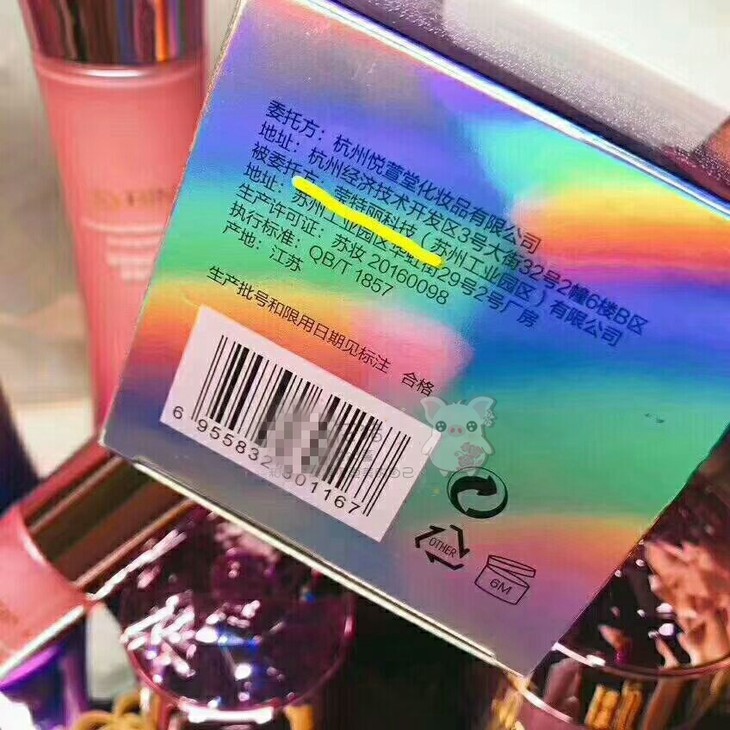 委托方：杭州悦萱堂化妆品有限公司
地址：杭州经济技术开发区3号大街32号2幢6楼B区
被委托方：莹特丽科技（苏州工业园区）有限公司
地址：苏州工业园区华虹街29号2号厂房
生产许可证：苏妆 20160098
执行标准：QB/T 1857
产地：江苏
生产批号和限用日期见标注 合格
6 955832 301167
OTHER
6M